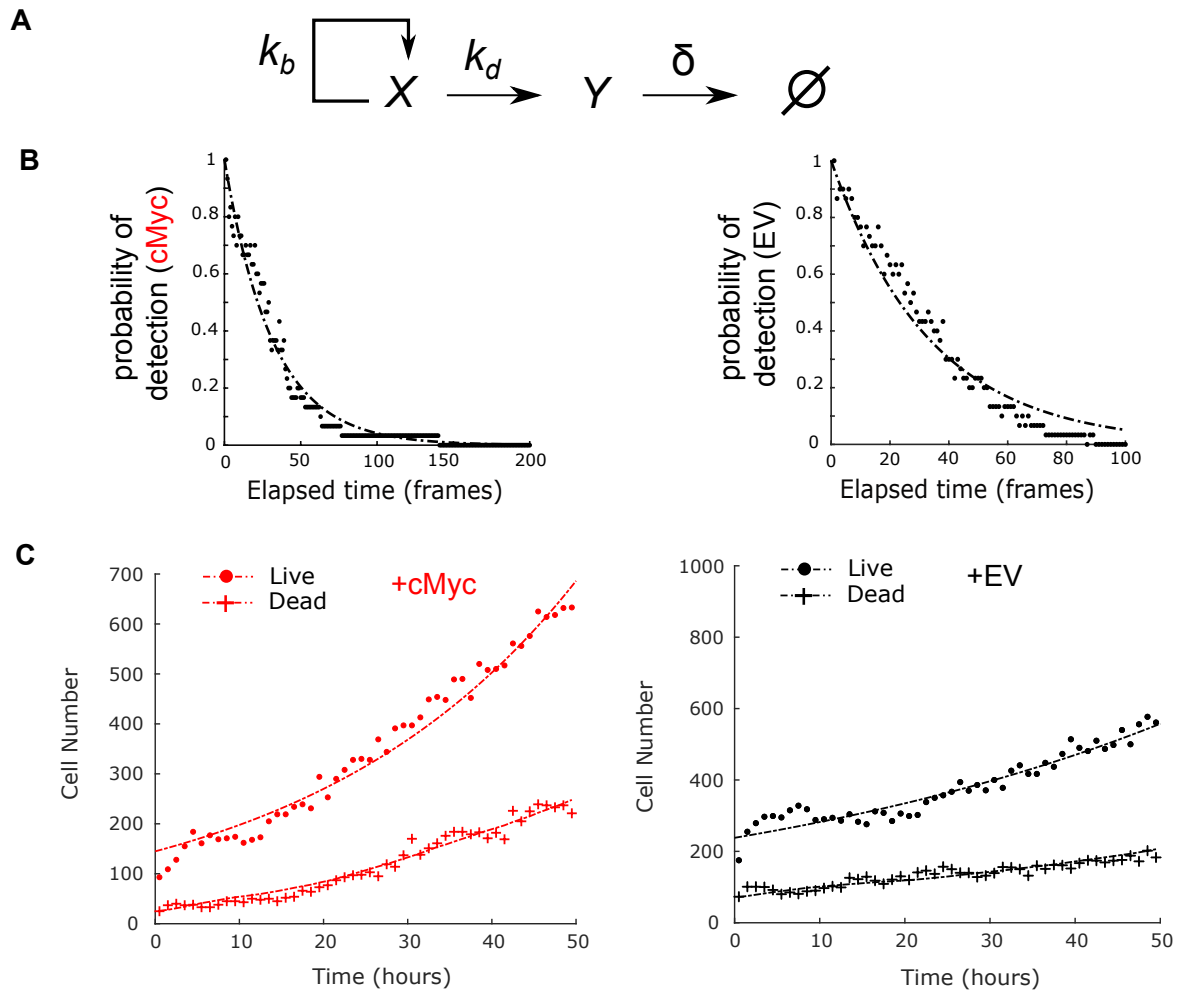 A
k_b
X
k_d
Y
δ
∅
B
probability of
detection (cMyc)
1
0.8
0.6
0.4
0.2
0
0
50
100
150
200
Elapsed time (frames)
probability of
detection (EV)
1
0.8
0.6
0.4
0.2
0
0
20
40
60
80
100
Elapsed time (frames)
C
Live
Dead
+cMyc
Cell Number
700
600
500
400
300
200
100
0
0
10
20
30
40
50
Time (hours)
Live
Dead
+EV
Cell Number
1000
800
600
400
200
0
0
10
20
30
40
50
Time (hours)